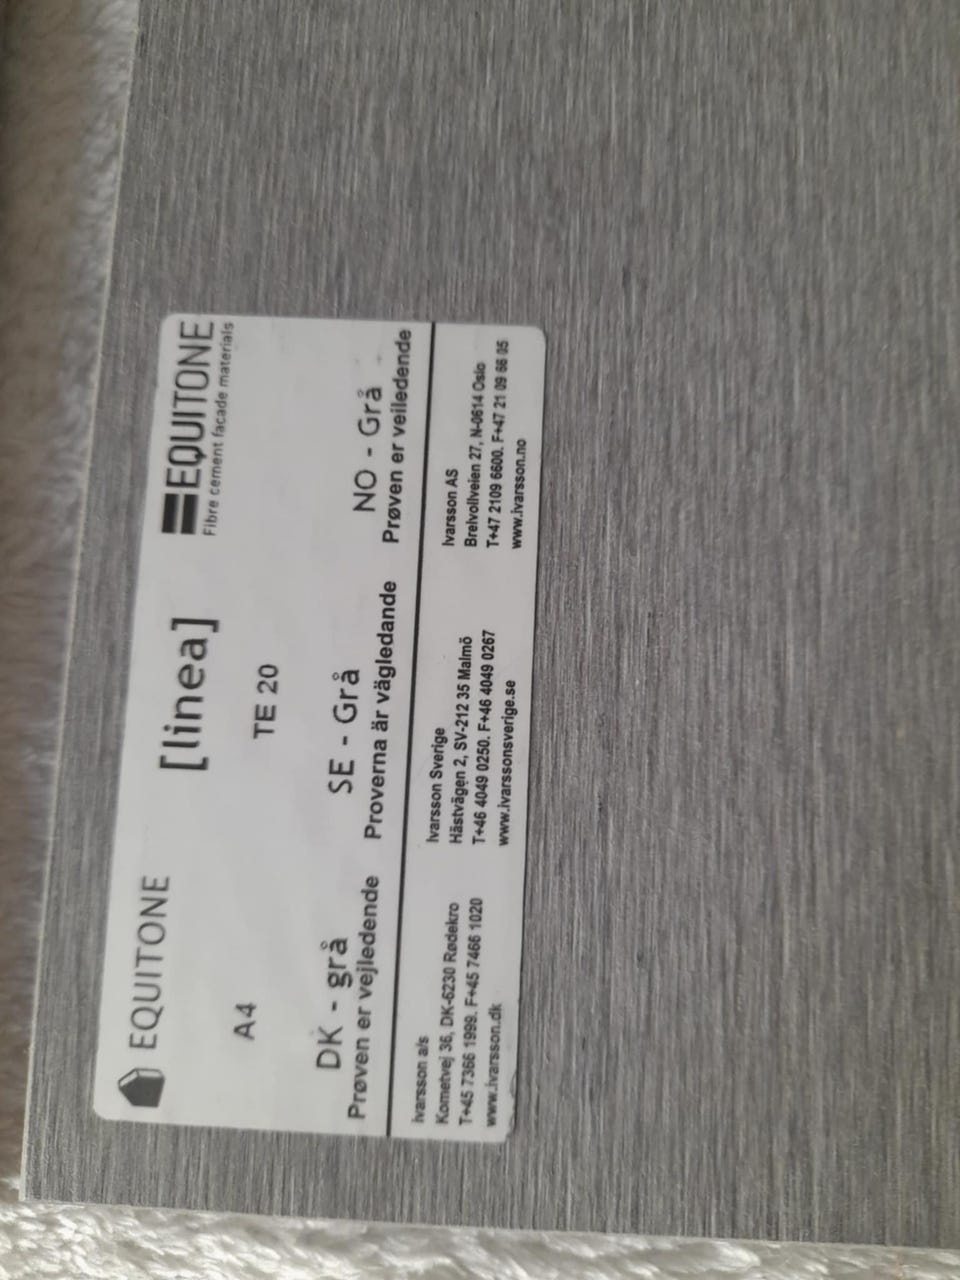 EQUITONE [linea] EQUITONE
Fibre cement facade materials
A4 TE 20
DK - grå SE - Grå NO - Grå
Prøven er vejledende Proverna är vägledande Prøven er veiledende
Ivarsson a/s
Kometvej 36, DK-6230 Rødekro
T+45 7366 1999. F+45 7466 1020
www.ivarsson.dk
Ivarsson Sverige
Hästvägen 2, SV-212 35 Malmö
T+46 4049 0250. F+46 4049 0267
www.ivarssonsverige.se
Ivarsson AS
Breivollveien 27, N-0614 Oslo
T+47 2109 6600. F+47 21 09 66 05
www.ivarsson.no